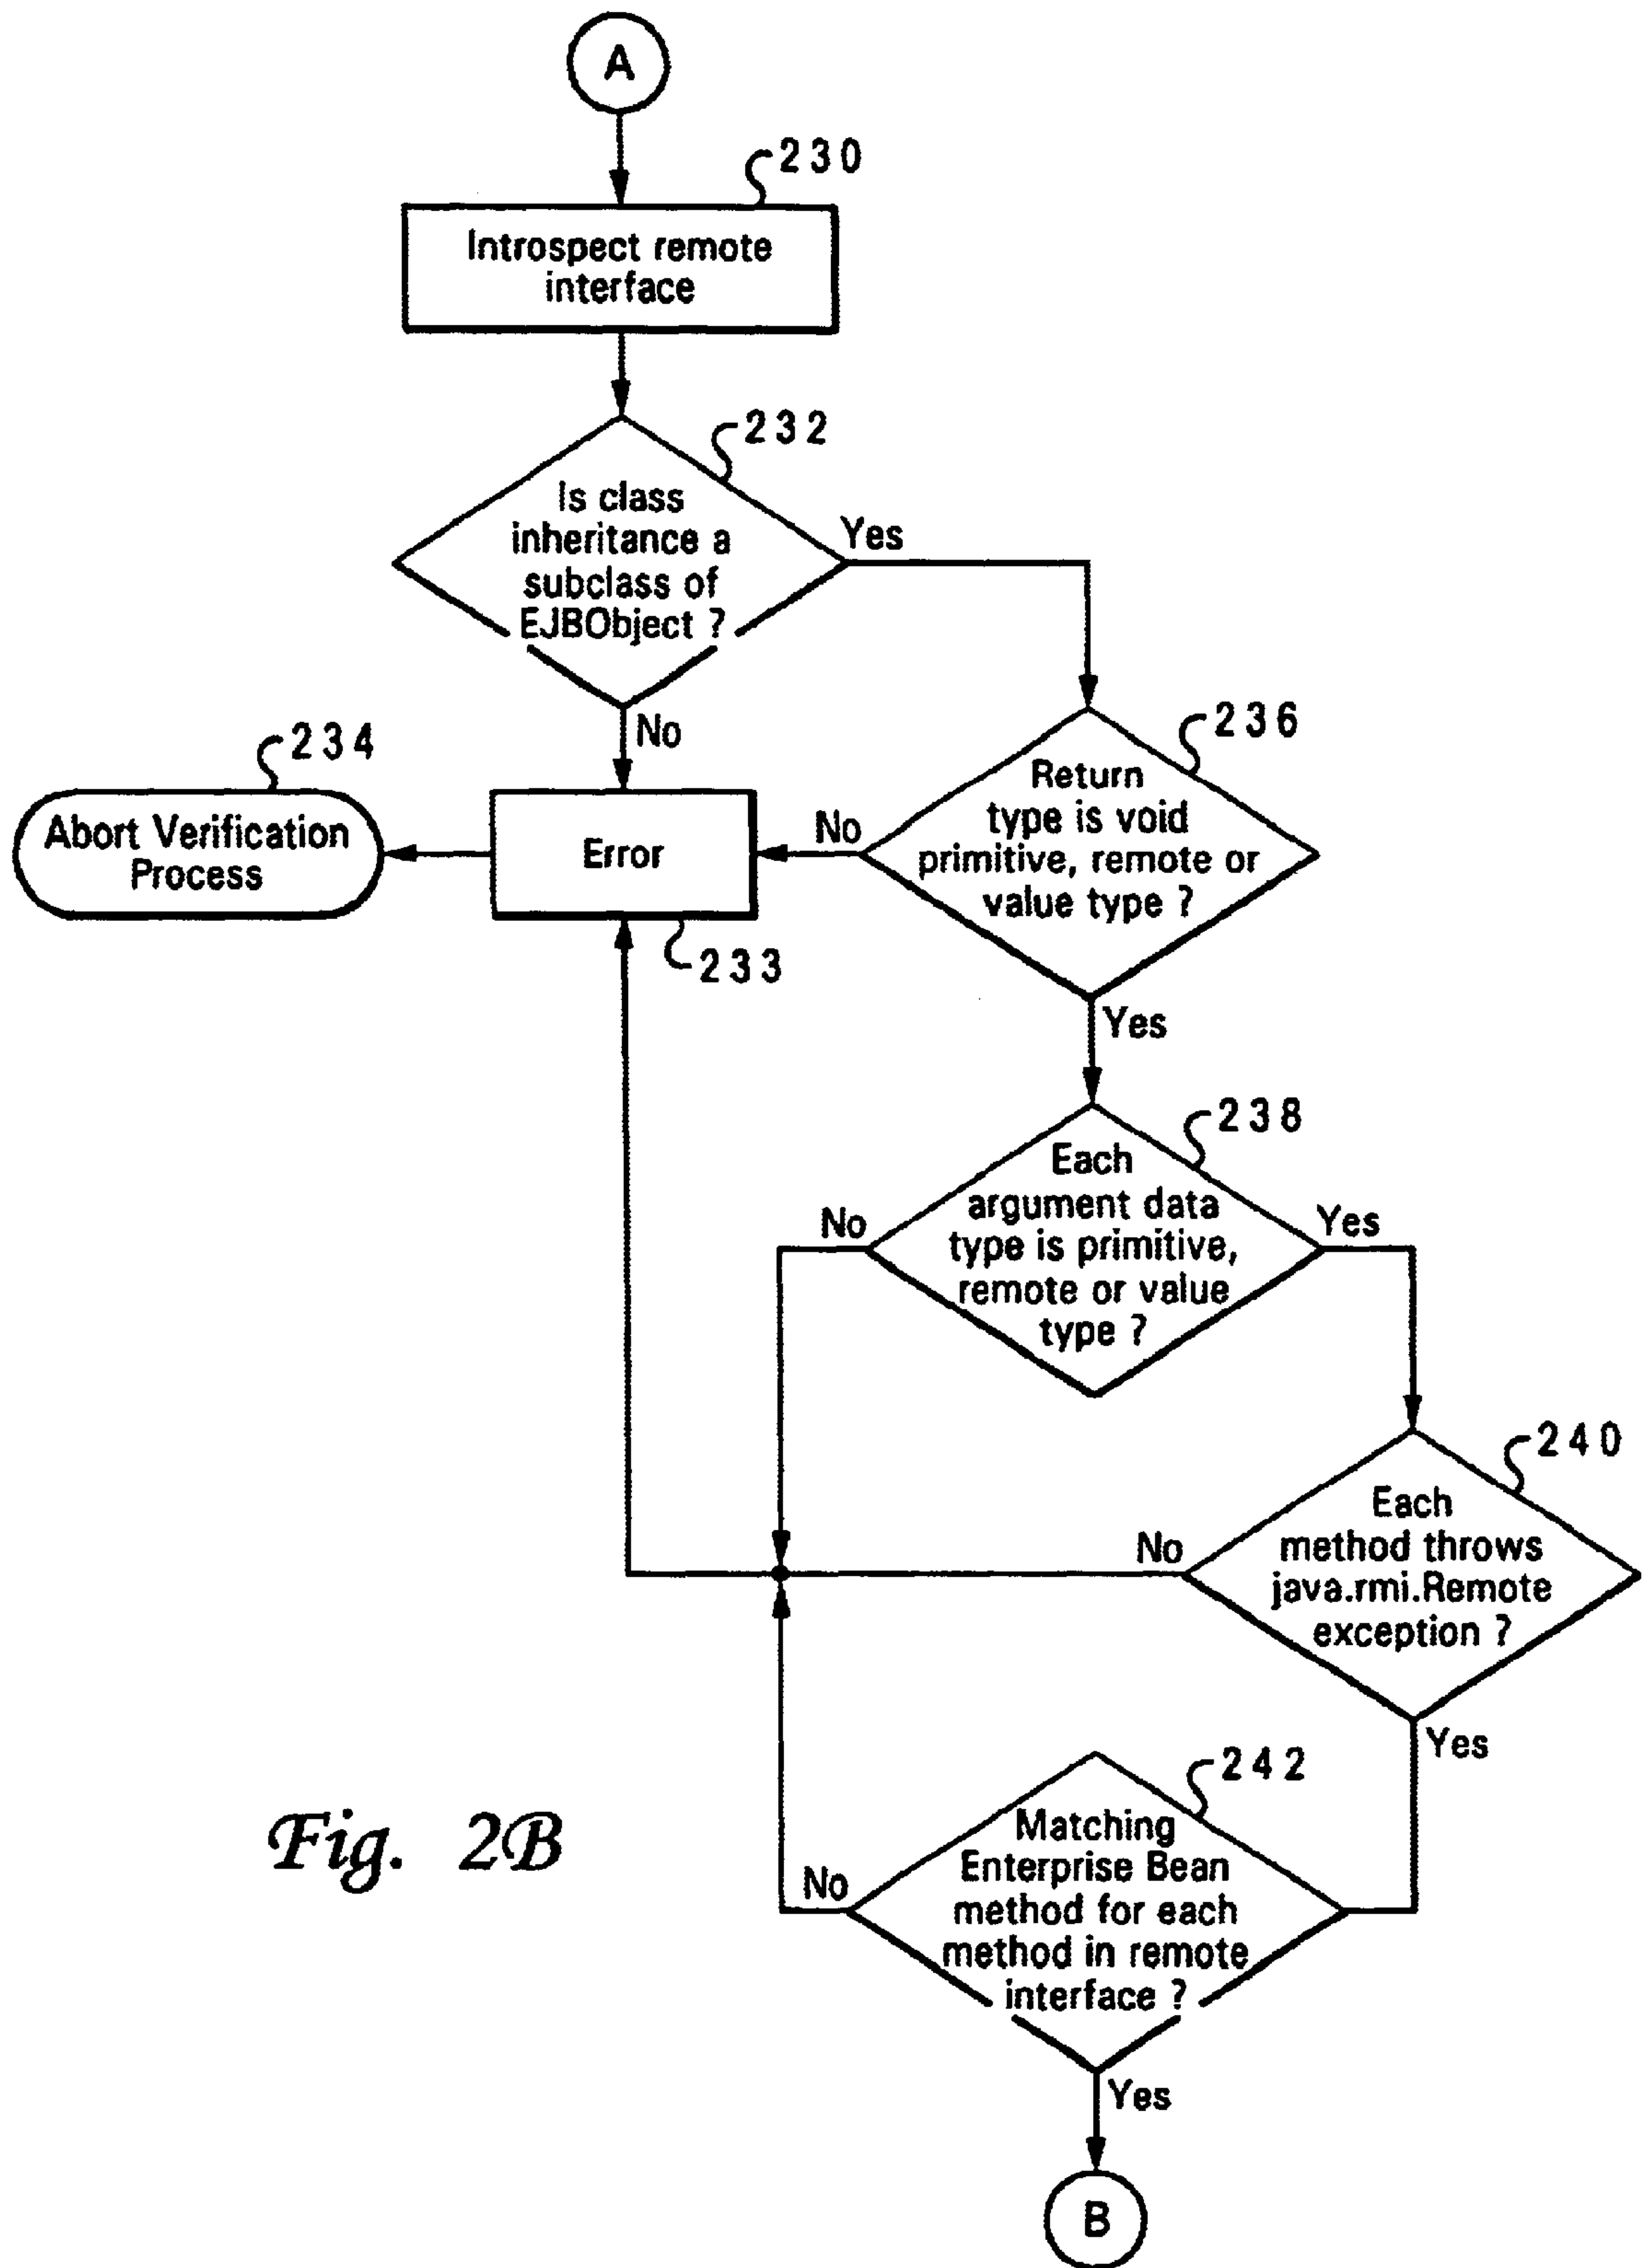 A
230
Introspect remote
interface
232
Is class
inheritance a
subclass of
EJBObject ?
Yes
No
234
Abort Verification
Process
Error
233
No
236
Return
type is void
primitive, remote or
value type ?
Yes
238
Each
argument data
type is primitive,
remote or value
type ?
No
Yes
240
Each
method throws
java.rmi.Remote
exception ?
No
Yes
242
Matching
Enterprise Bean
method for each
method in remote
interface ?
No
Yes
B
Fig. 2B